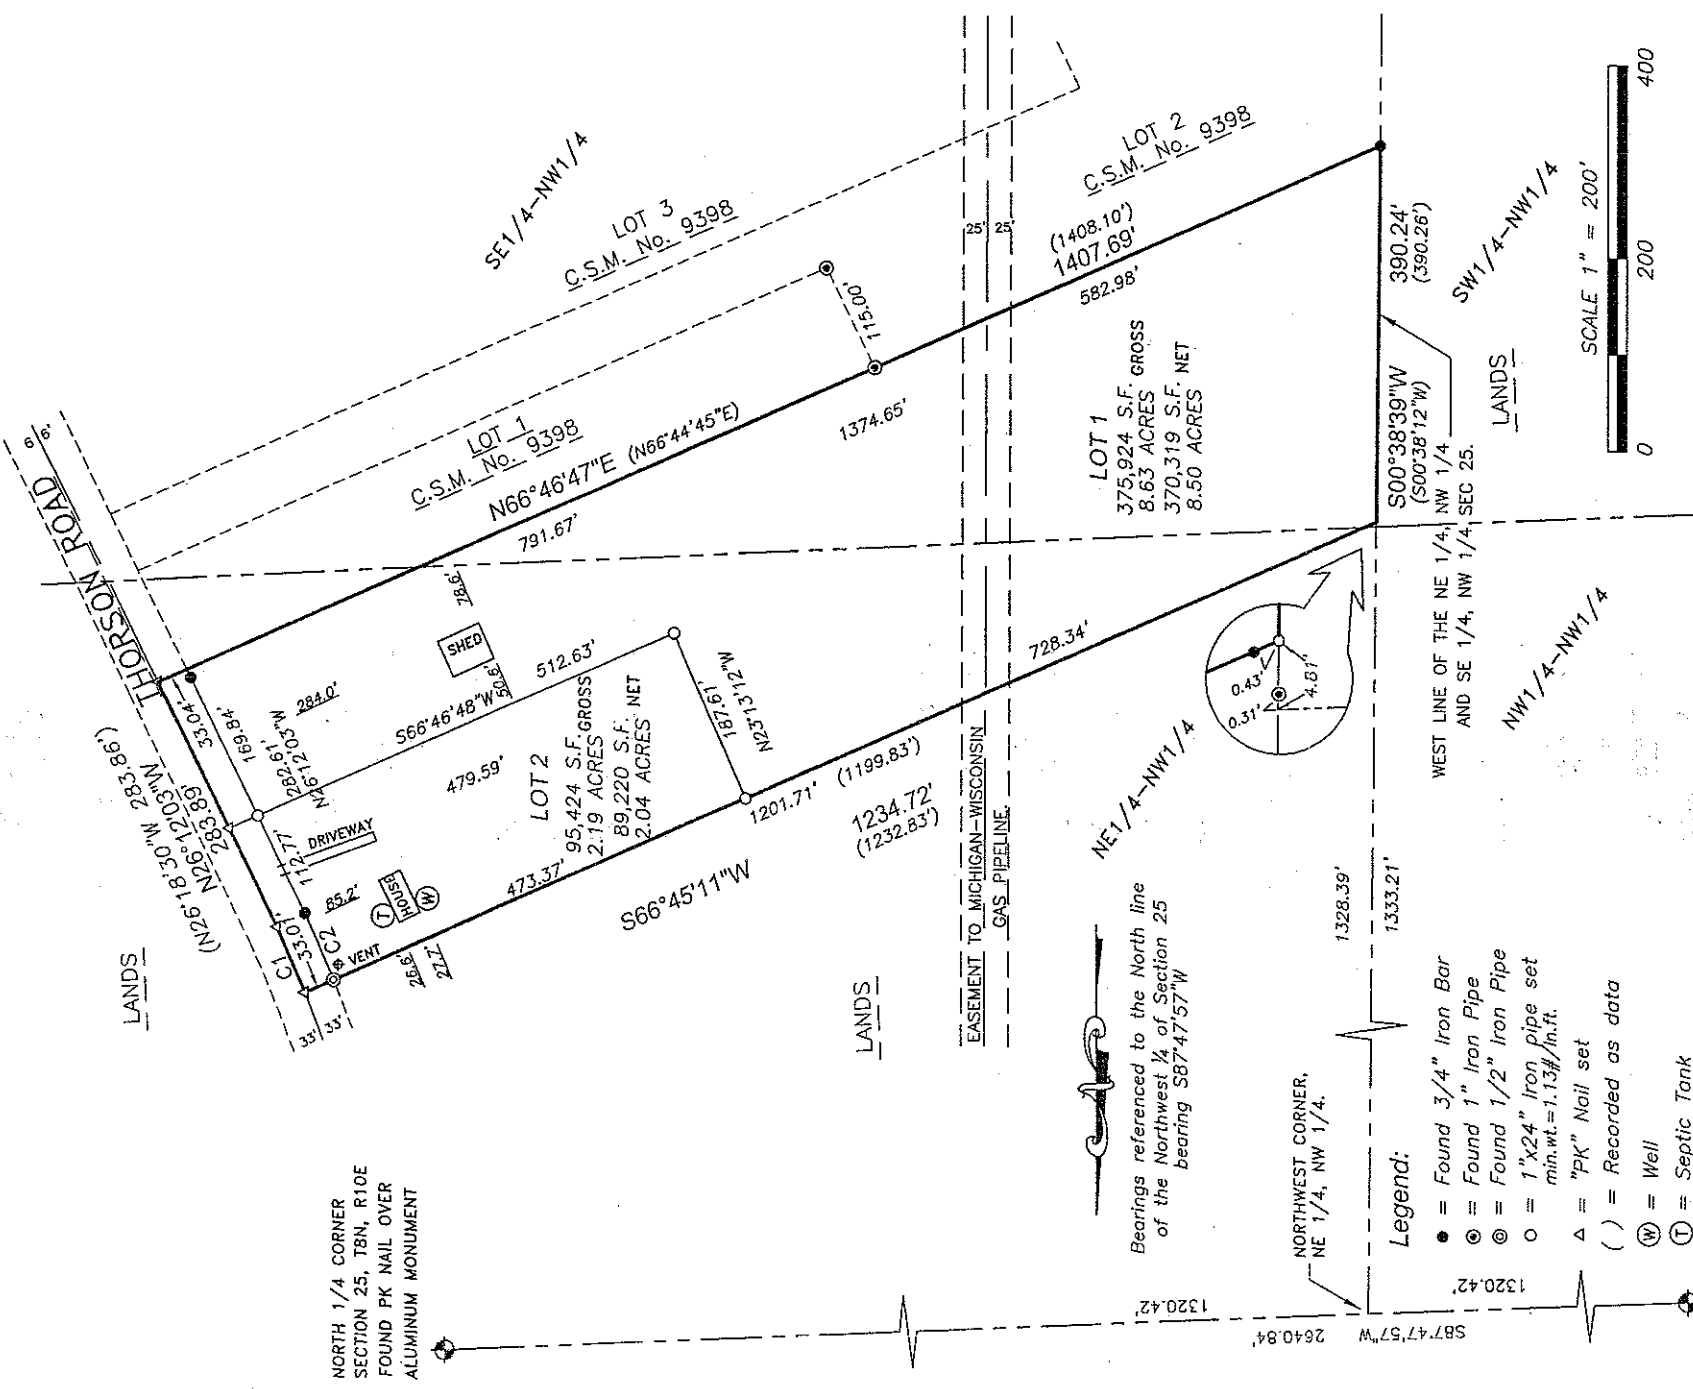 THORSON ROAD
6
6'
SE1/4-NW1/4
LOT 3
C.S.M. No. 9398
LOT 2
C.S.M. No. 9398
LOT 1
C.S.M. No. 9398
N66°46'47"E (N66°44'45"E)
791.67'
1374.65'
115.00'
25'
25'
(1408.10')
1407.69'
582.98'
390.24'
(390.26')
SW1/4-NW1/4
SCALE 1" = 200'
0
200
400
LANDS
S00°38'39"W
(S00°38'12"W)
WEST LINE OF THE NE 1/4, NW 1/4
AND SE 1/4, NW 1/4 SEC 25.
LOT 1
375,924 S.F. GROSS
8.63 ACRES
370,319 S.F. NET
8.50 ACRES
(N26°18'30"W 283.86')
N26°12'03"W
283.89'
33.04'
169.84'
282.61'
N26°12'03"W
284.0'
SHED
78.6'
50.6'
512.63'
S66°46'48"W
479.59'
LOT 2
95,424 S.F. GROSS
2.19 ACRES
89,220 S.F. NET
2.04 ACRES
187.61'
N23°13'12"W
112.77'
DRIVEWAY
85.2'
T
HOUSE
W
C1
33.01'
C2
VENT
26.6'
27.7'
33'
33'
473.37'
S66°45'11"W
1201.71'
(1199.83')
1234.72'
(1232.83')
728.34'
0.43'
0.31'
4.81'
LANDS
LANDS
EASEMENT TO MICHIGAN-WISCONSIN
GAS PIPELINE.
NE1/4-NW1/4
NW1/4-NW1/4
1328.39'
1333.21'
NORTH 1/4 CORNER
SECTION 25, T8N, R10E
FOUND PK NAIL OVER
ALUMINUM MONUMENT
Bearings referenced to the North line
of the Northwest ¼ of Section 25
bearing S87°47'57"W
NORTHWEST CORNER,
NE 1/4, NW 1/4.
1320.42'
1320.42'
2640.84'
S87°47'57"W
Legend:
= Found 3/4" Iron Bar
= Found 1" Iron Pipe
= Found 1/2" Iron Pipe
= 1"x24" Iron pipe set
min.wt.=1.13#/ln.ft.
= "PK" Nail set
( ) = Recorded as data
W = Well
T = Septic Tank